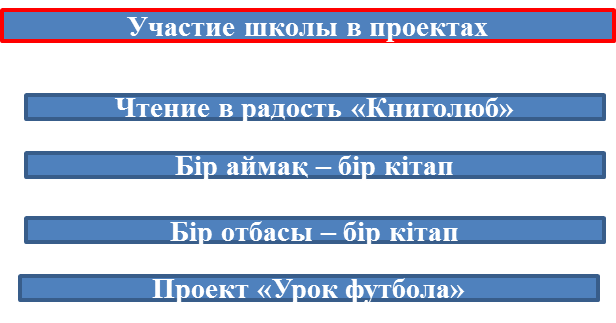 Участие школы в проектах
Чтение в радость «Книголюб»
Бір аймақ – бір кітап
Бір отбасы – бір кітап
Проект «Урок футбола»